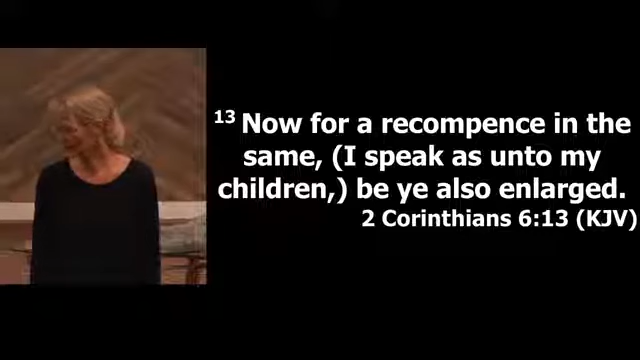 13 Now for a recompence in the
same, (I speak as unto my
children,) be ye also enlarged.
2 Corinthians 6:13 (KJV)